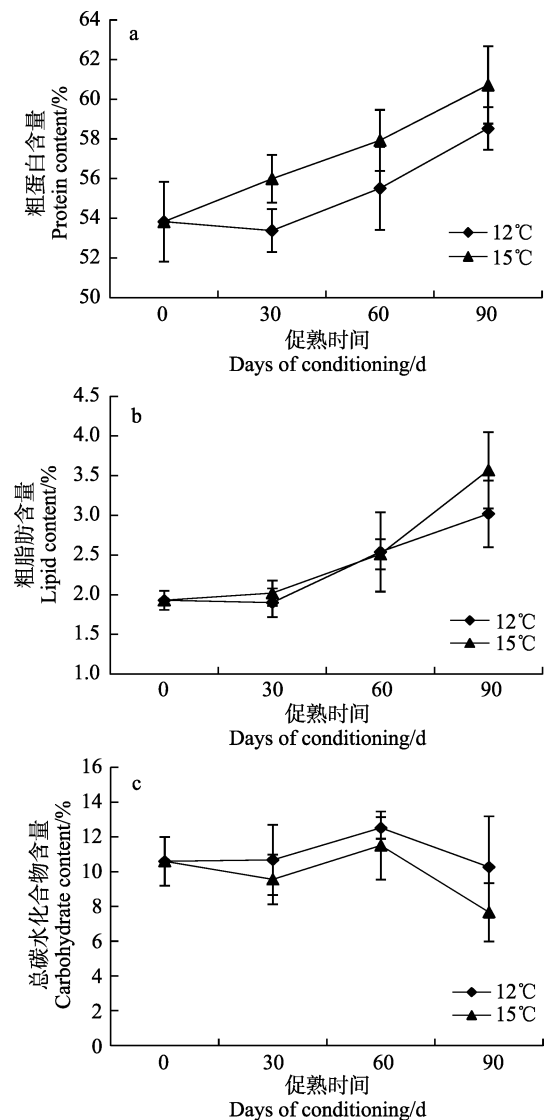 a
64
62
60
58
56
54
52
50
粗蛋白含量
Protein content/%
12℃
15℃
0 30 60 90
促熟时间
Days of conditioning/d
b
4.5
4.0
3.5
3.0
2.5
2.0
1.5
1.0
粗脂肪含量
Lipid content/%
12℃
15℃
0 30 60 90
促熟时间
Days of conditioning/d
c
16
14
12
10
8
6
4
2
0
总碳水化合物含量
Carbohydrate content/%
12℃
15℃
0 30 60 90
促熟时间
Days of conditioning/d